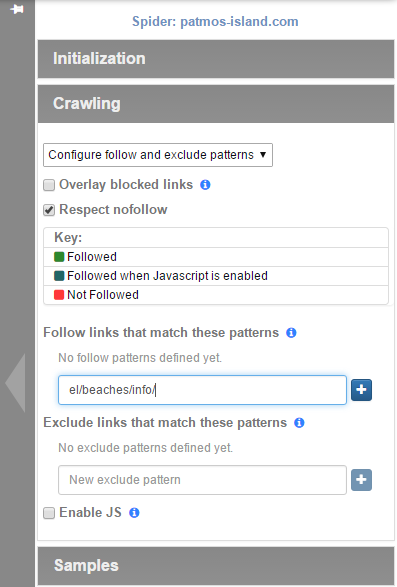 Spider: patmos-island.com
Initialization
Crawling
Configure follow and exclude patterns
Overlay blocked links
Respect nofollow
Key:
Followed
Followed when Javascript is enabled
Not Followed
Follow links that match these patterns
No follow patterns defined yet.
el/beaches/info/
Exclude links that match these patterns
No exclude patterns defined yet.
New exclude pattern
Enable JS
Samples